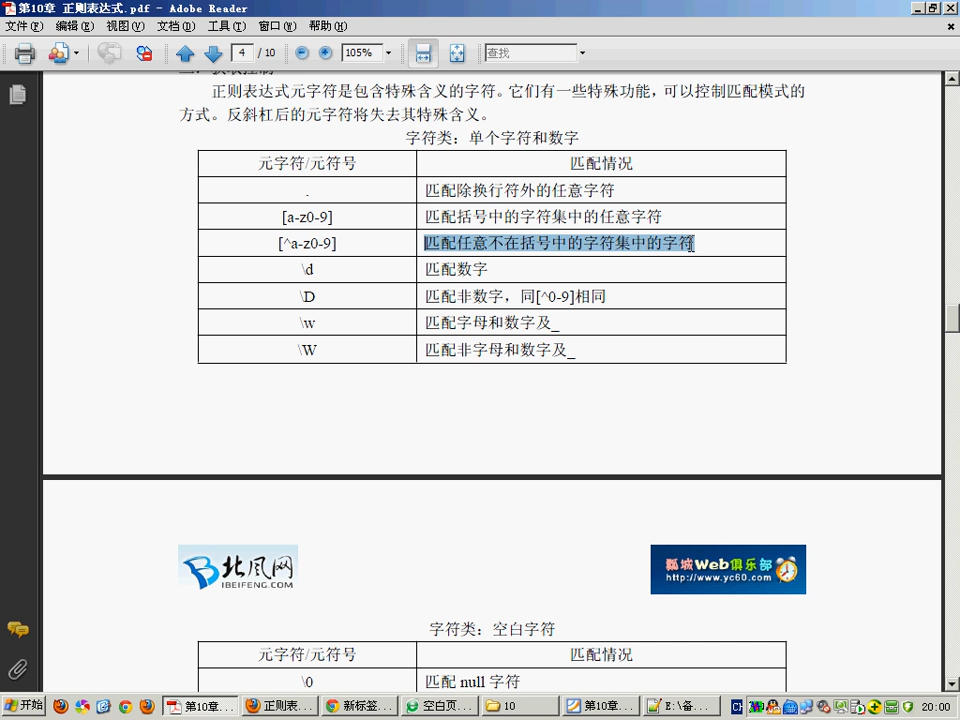 第10章 正则表达式.pdf - Adobe Reader
文件(F) 编辑(E) 视图(V) 文档(D) 工具(T) 窗口(W) 帮助(H)
4 / 10 105% 查找
正则表达式元字符是包含特殊含义的字符。它们有一些特殊功能，可以控制匹配模式的
方式。反斜杠后的元字符将失去其特殊含义。
字符类：单个字符和数字
元字符/元符号 匹配情况
. 匹配除换行符外的任意字符
[a-z0-9] 匹配括号中的字符集中的任意字符
[^a-z0-9] 匹配任意不在括号中的字符集中的字符
\d 匹配数字
\D 匹配非数字，同[^0-9]相同
\w 匹配字母和数字及_
\W 匹配非字母和数字及_
北风网
IBEIFENG.COM
瓢城Web俱乐部
http://www.yc60.com
字符类：空白字符
元字符/元符号 匹配情况
\0 匹配 null 字符
开始 第10章... 正则表... 新标签... 空白页... 10 第10章... E:\备... 20:00